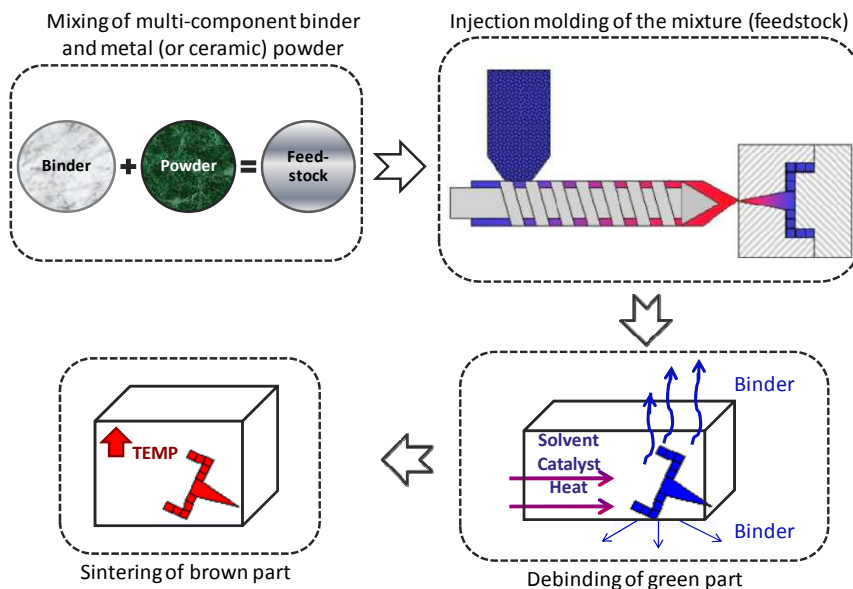 Mixing of multi-component binder
and metal (or ceramic) powder
Binder
+
Powder
=
Feed-
stock
Injection molding of the mixture (feedstock)
Binder
Solvent
Catalyst
Heat
Binder
Debinding of green part
TEMP
Sintering of brown part